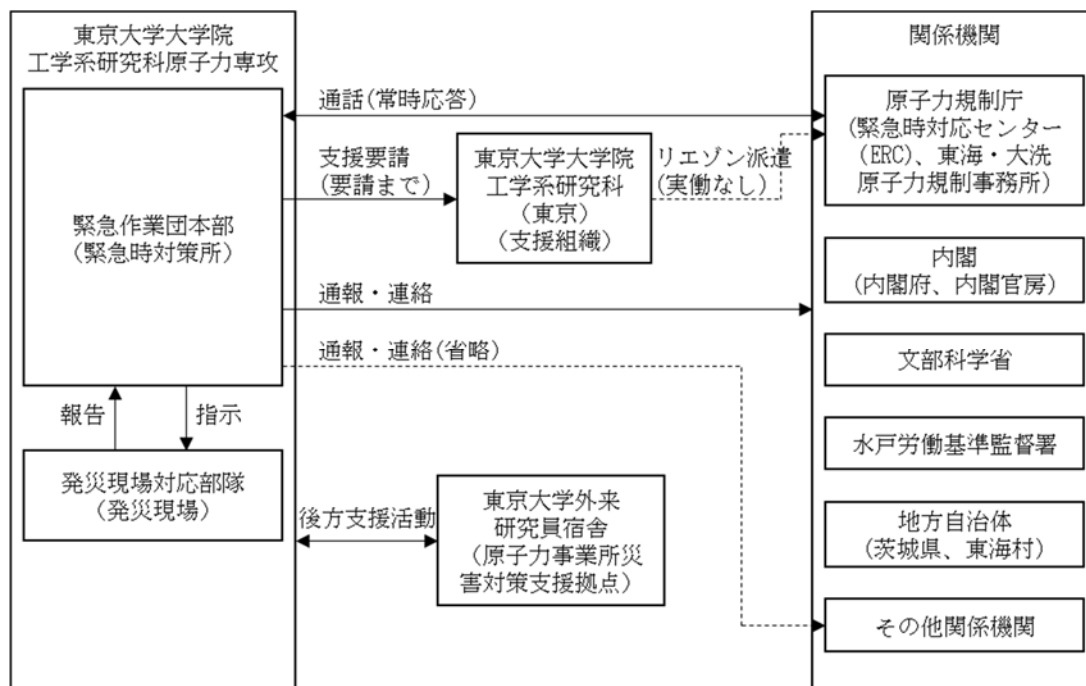 東京大学大学院
工学系研究科原子力専攻
緊急作業団本部
(緊急時対策所)
報告
指示
発災現場対応部隊
(発災現場)
通話(常時応答)
支援要請
(要請まで)
東京大学大学院
工学系研究科
(東京)
(支援組織)
リエゾン派遣
(実働なし)
通報・連絡
通報・連絡(省略)
後方支援活動
東京大学外来
研究員宿舎
(原子力事業所災
害対策支援拠点)
関係機関
原子力規制庁
(緊急時対応センター
(ERC)、東海・大洗
原子力規制事務所)
内閣
(内閣府、内閣官房)
文部科学省
水戸労働基準監督署
地方自治体
(茨城県、東海村)
その他関係機関